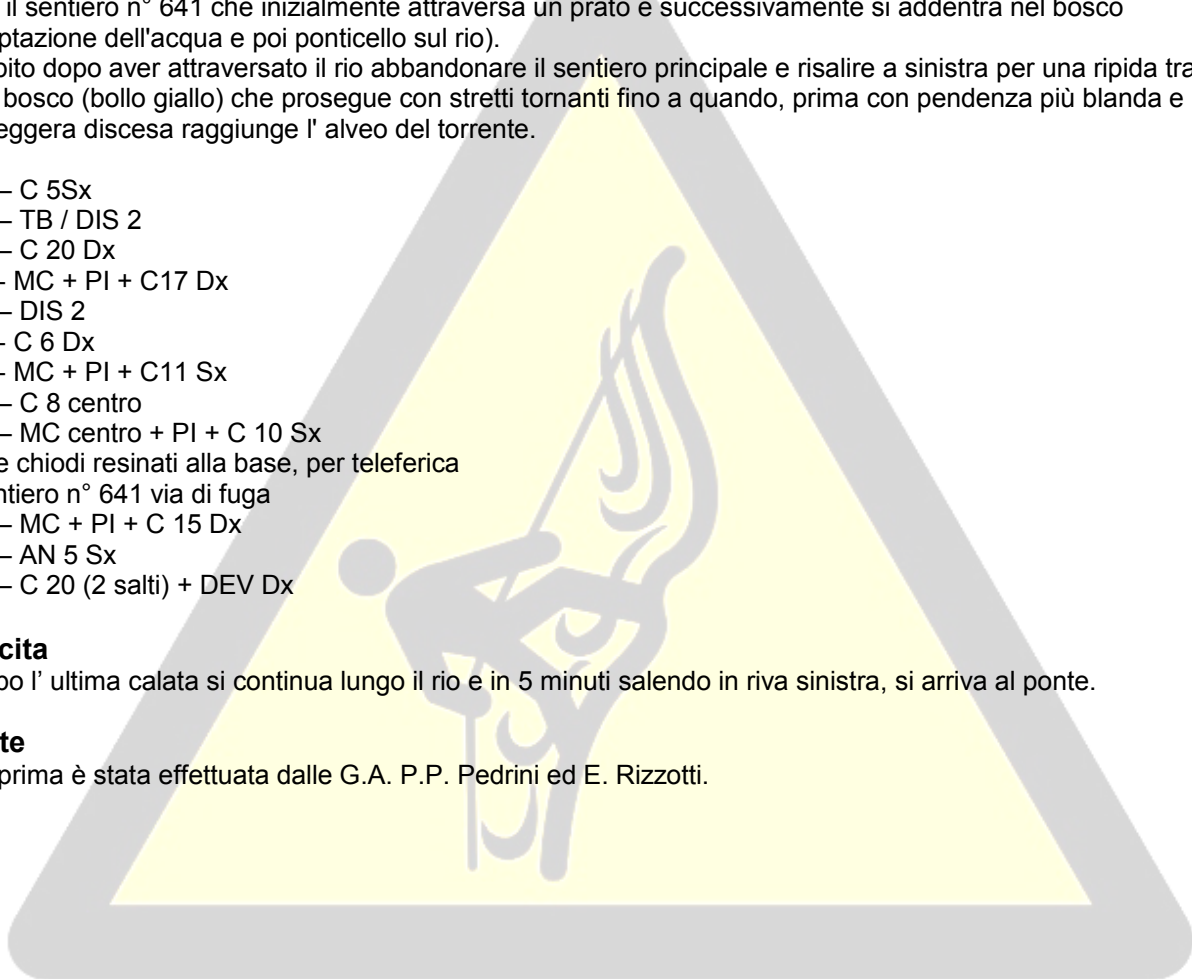 il sentiero n° 641 che inizialmente attraversa un prato e successivamente si addentra nel bosco
ptazione dell'acqua e poi ponticello sul rio).
ito dopo aver attraversato il rio abbandonare il sentiero principale e risalire a sinistra per una ripida tra
bosco (bollo giallo) che prosegue con stretti tornanti fino a quando, prima con pendenza più blanda e
eggera discesa raggiunge l' alveo del torrente.
– C 5Sx
– TB / DIS 2
– C 20 Dx
- MC + PI + C17 Dx
– DIS 2
- C 6 Dx
- MC + PI + C11 Sx
– C 8 centro
– MC centro + PI + C 10 Sx
e chiodi resinati alla base, per teleferica
ntiero n° 641 via di fuga
– MC + PI + C 15 Dx
– AN 5 Sx
– C 20 (2 salti) + DEV Dx
cita
po l' ultima calata si continua lungo il rio e in 5 minuti salendo in riva sinistra, si arriva al ponte.
te
prima è stata effettuata dalle G.A. P.P. Pedrini ed E. Rizzotti.